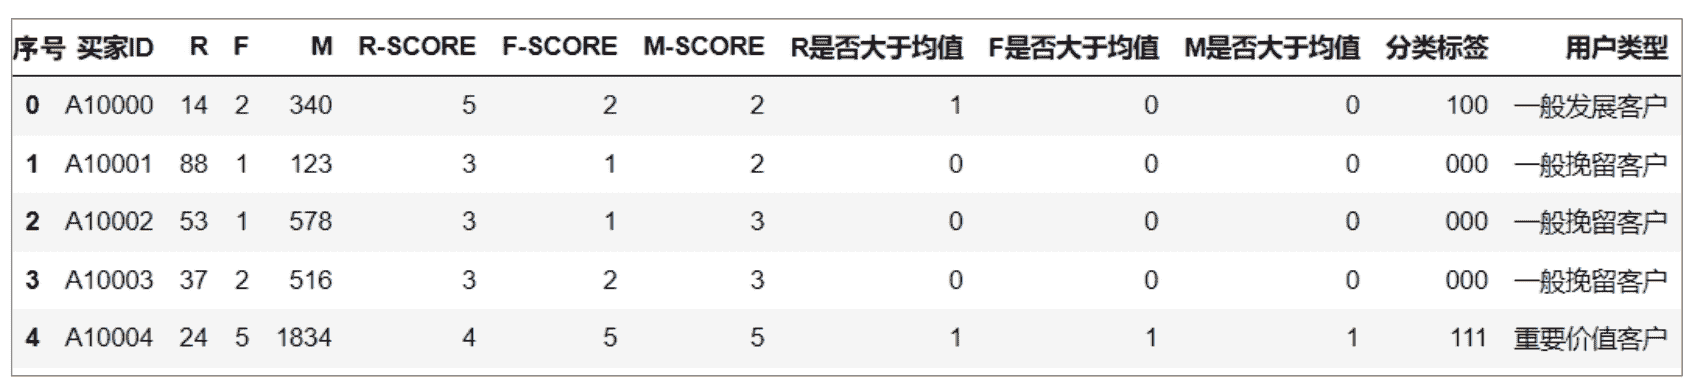 序号 买家ID R F M R-SCORE F-SCORE M-SCORE R是否大于均值 F是否大于均值 M是否大于均值 分类标签 用户类型
0 A10000 14 2 340 5 2 2 1 0 0 100 一般发展客户
1 A10001 88 1 123 3 1 2 0 0 0 000 一般挽留客户
2 A10002 53 1 578 3 1 3 0 0 0 000 一般挽留客户
3 A10003 37 2 516 3 2 3 0 0 0 000 一般挽留客户
4 A10004 24 5 1834 4 5 5 1 1 1 111 重要价值客户